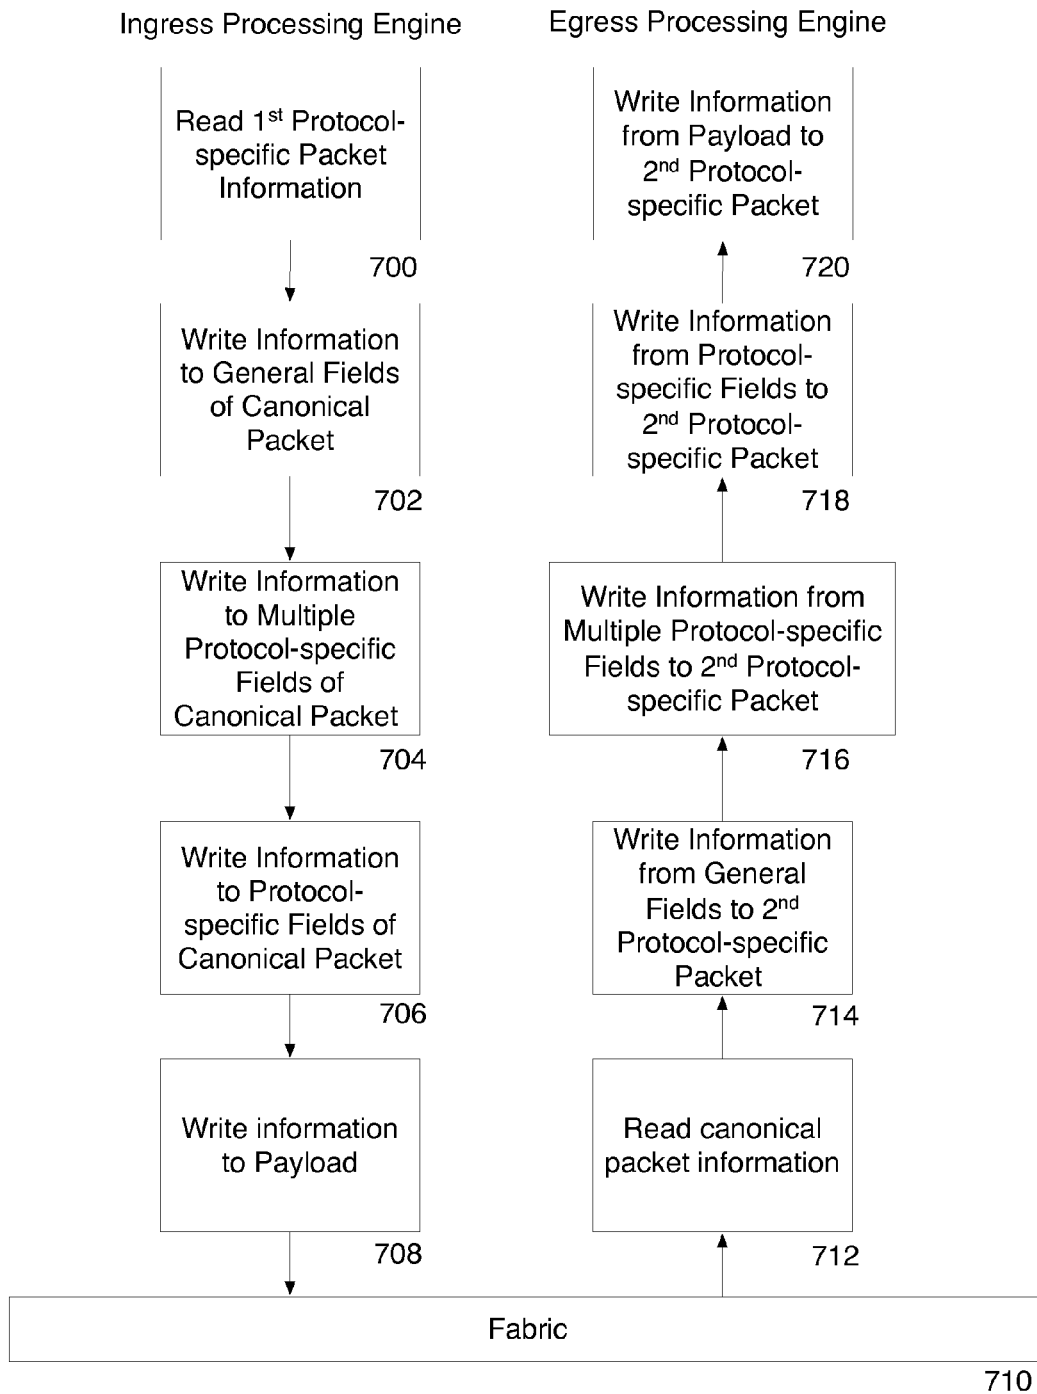 Ingress Processing Engine
Read 1st Protocol-
specific Packet
Information
700
Write Information
to General Fields
of Canonical
Packet
702
Write Information
to Multiple
Protocol-specific
Fields of
Canonical Packet
704
Write Information
to Protocol-
specific Fields of
Canonical Packet
706
Write information
to Payload
708
Egress Processing Engine
Write Information
from Payload to
2nd Protocol-
specific Packet
720
Write Information
from Protocol-
specific Fields to
2nd Protocol-
specific Packet
718
Write Information from
Multiple Protocol-specific
Fields to 2nd Protocol-
specific Packet
716
Write Information
from General
Fields to 2nd
Protocol-specific
Packet
714
Read canonical
packet information
712
Fabric
710